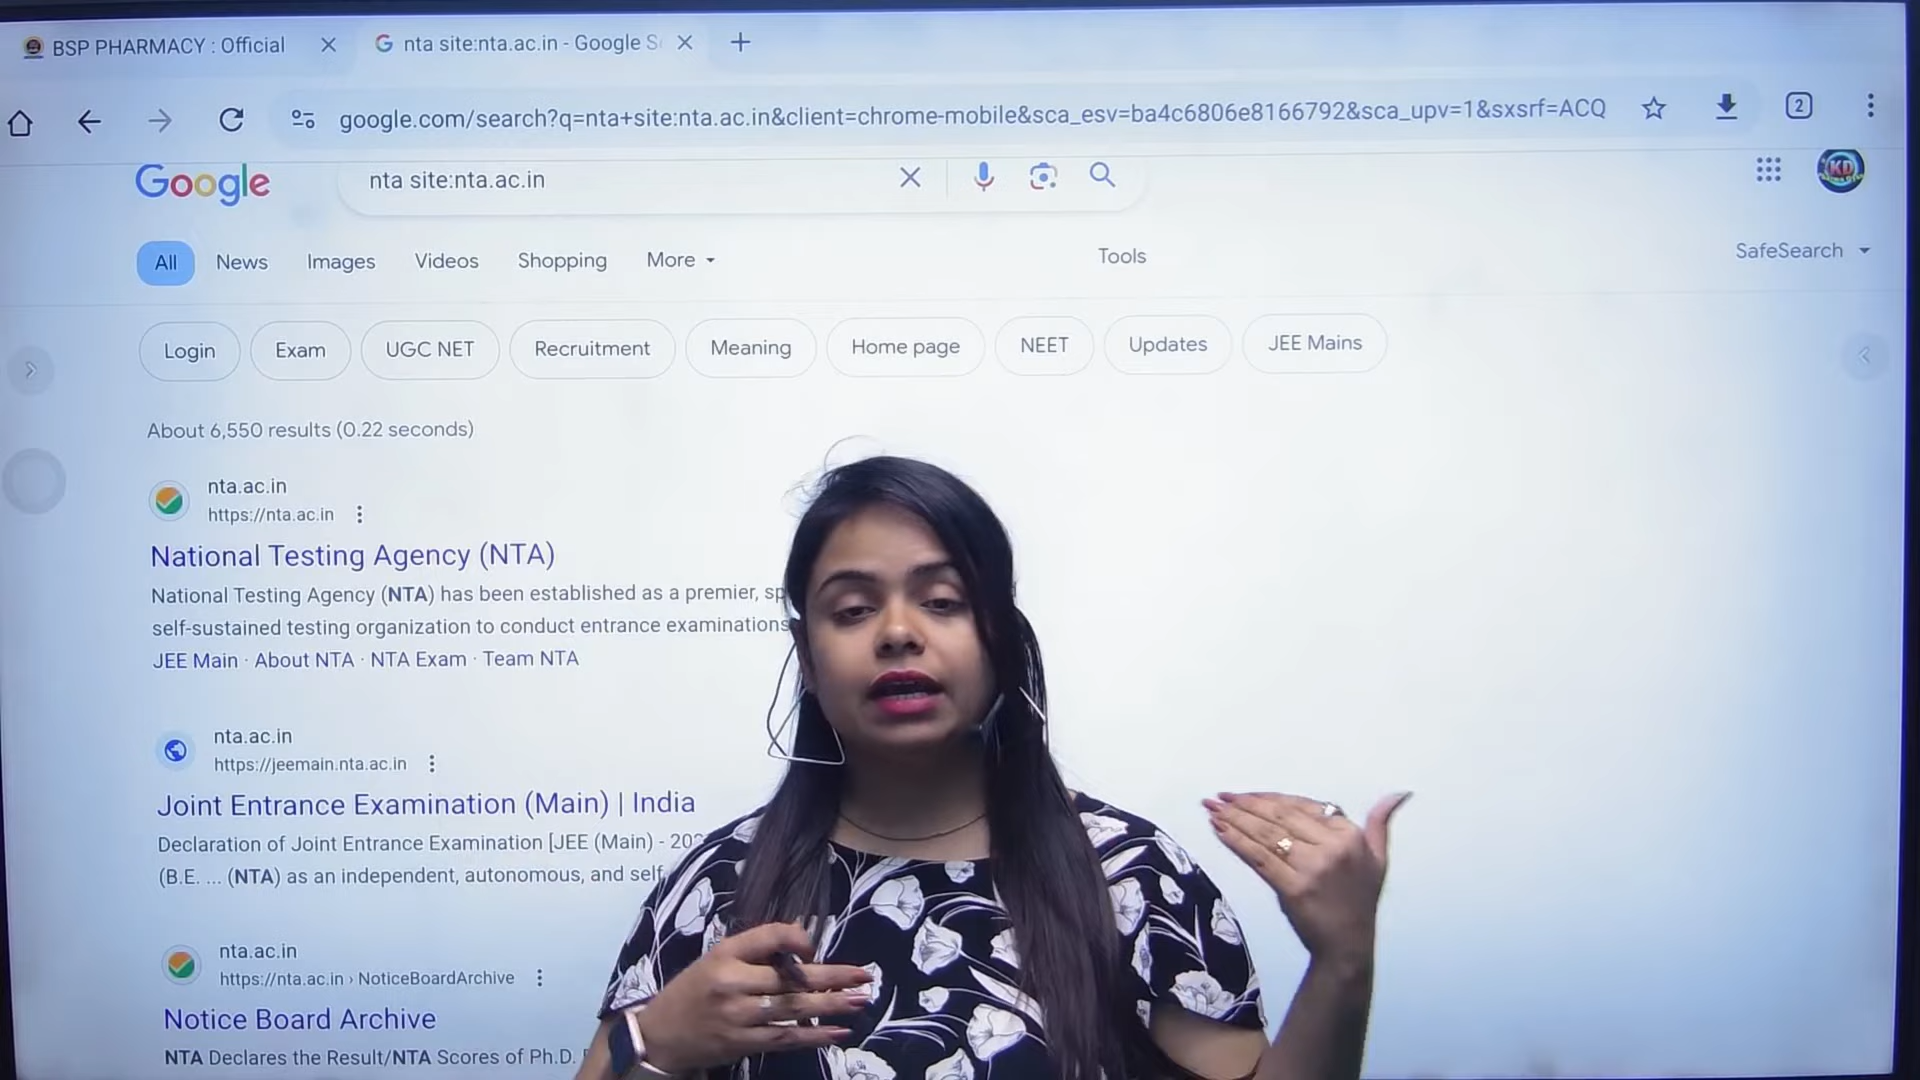 BSP PHARMACY : Official
nta site:nta.ac.in - Google S
google.com/search?q=nta+site:nta.ac.in&client=chrome-mobile&sca_esv=ba4c6806e8166792&sca_upv=1&sxsrf=ACQ
2
Google
nta site:nta.ac.in
KD
All News Images Videos Shopping More Tools SafeSearch
Login Exam UGC NET Recruitment Meaning Home page NEET Updates JEE Mains
About 6,550 results (0.22 seconds)
nta.ac.in
https://nta.ac.in
National Testing Agency (NTA)
National Testing Agency (NTA) has been established as a premier, sp
self-sustained testing organization to conduct entrance examinations
JEE Main · About NTA · NTA Exam · Team NTA
nta.ac.in
https://jeemain.nta.ac.in
Joint Entrance Examination (Main) | India
Declaration of Joint Entrance Examination [JEE (Main) - 202
(B.E. ... (NTA) as an independent, autonomous, and self
nta.ac.in
https://nta.ac.in › NoticeBoardArchive
Notice Board Archive
NTA Declares the Result/NTA Scores of Ph.D.